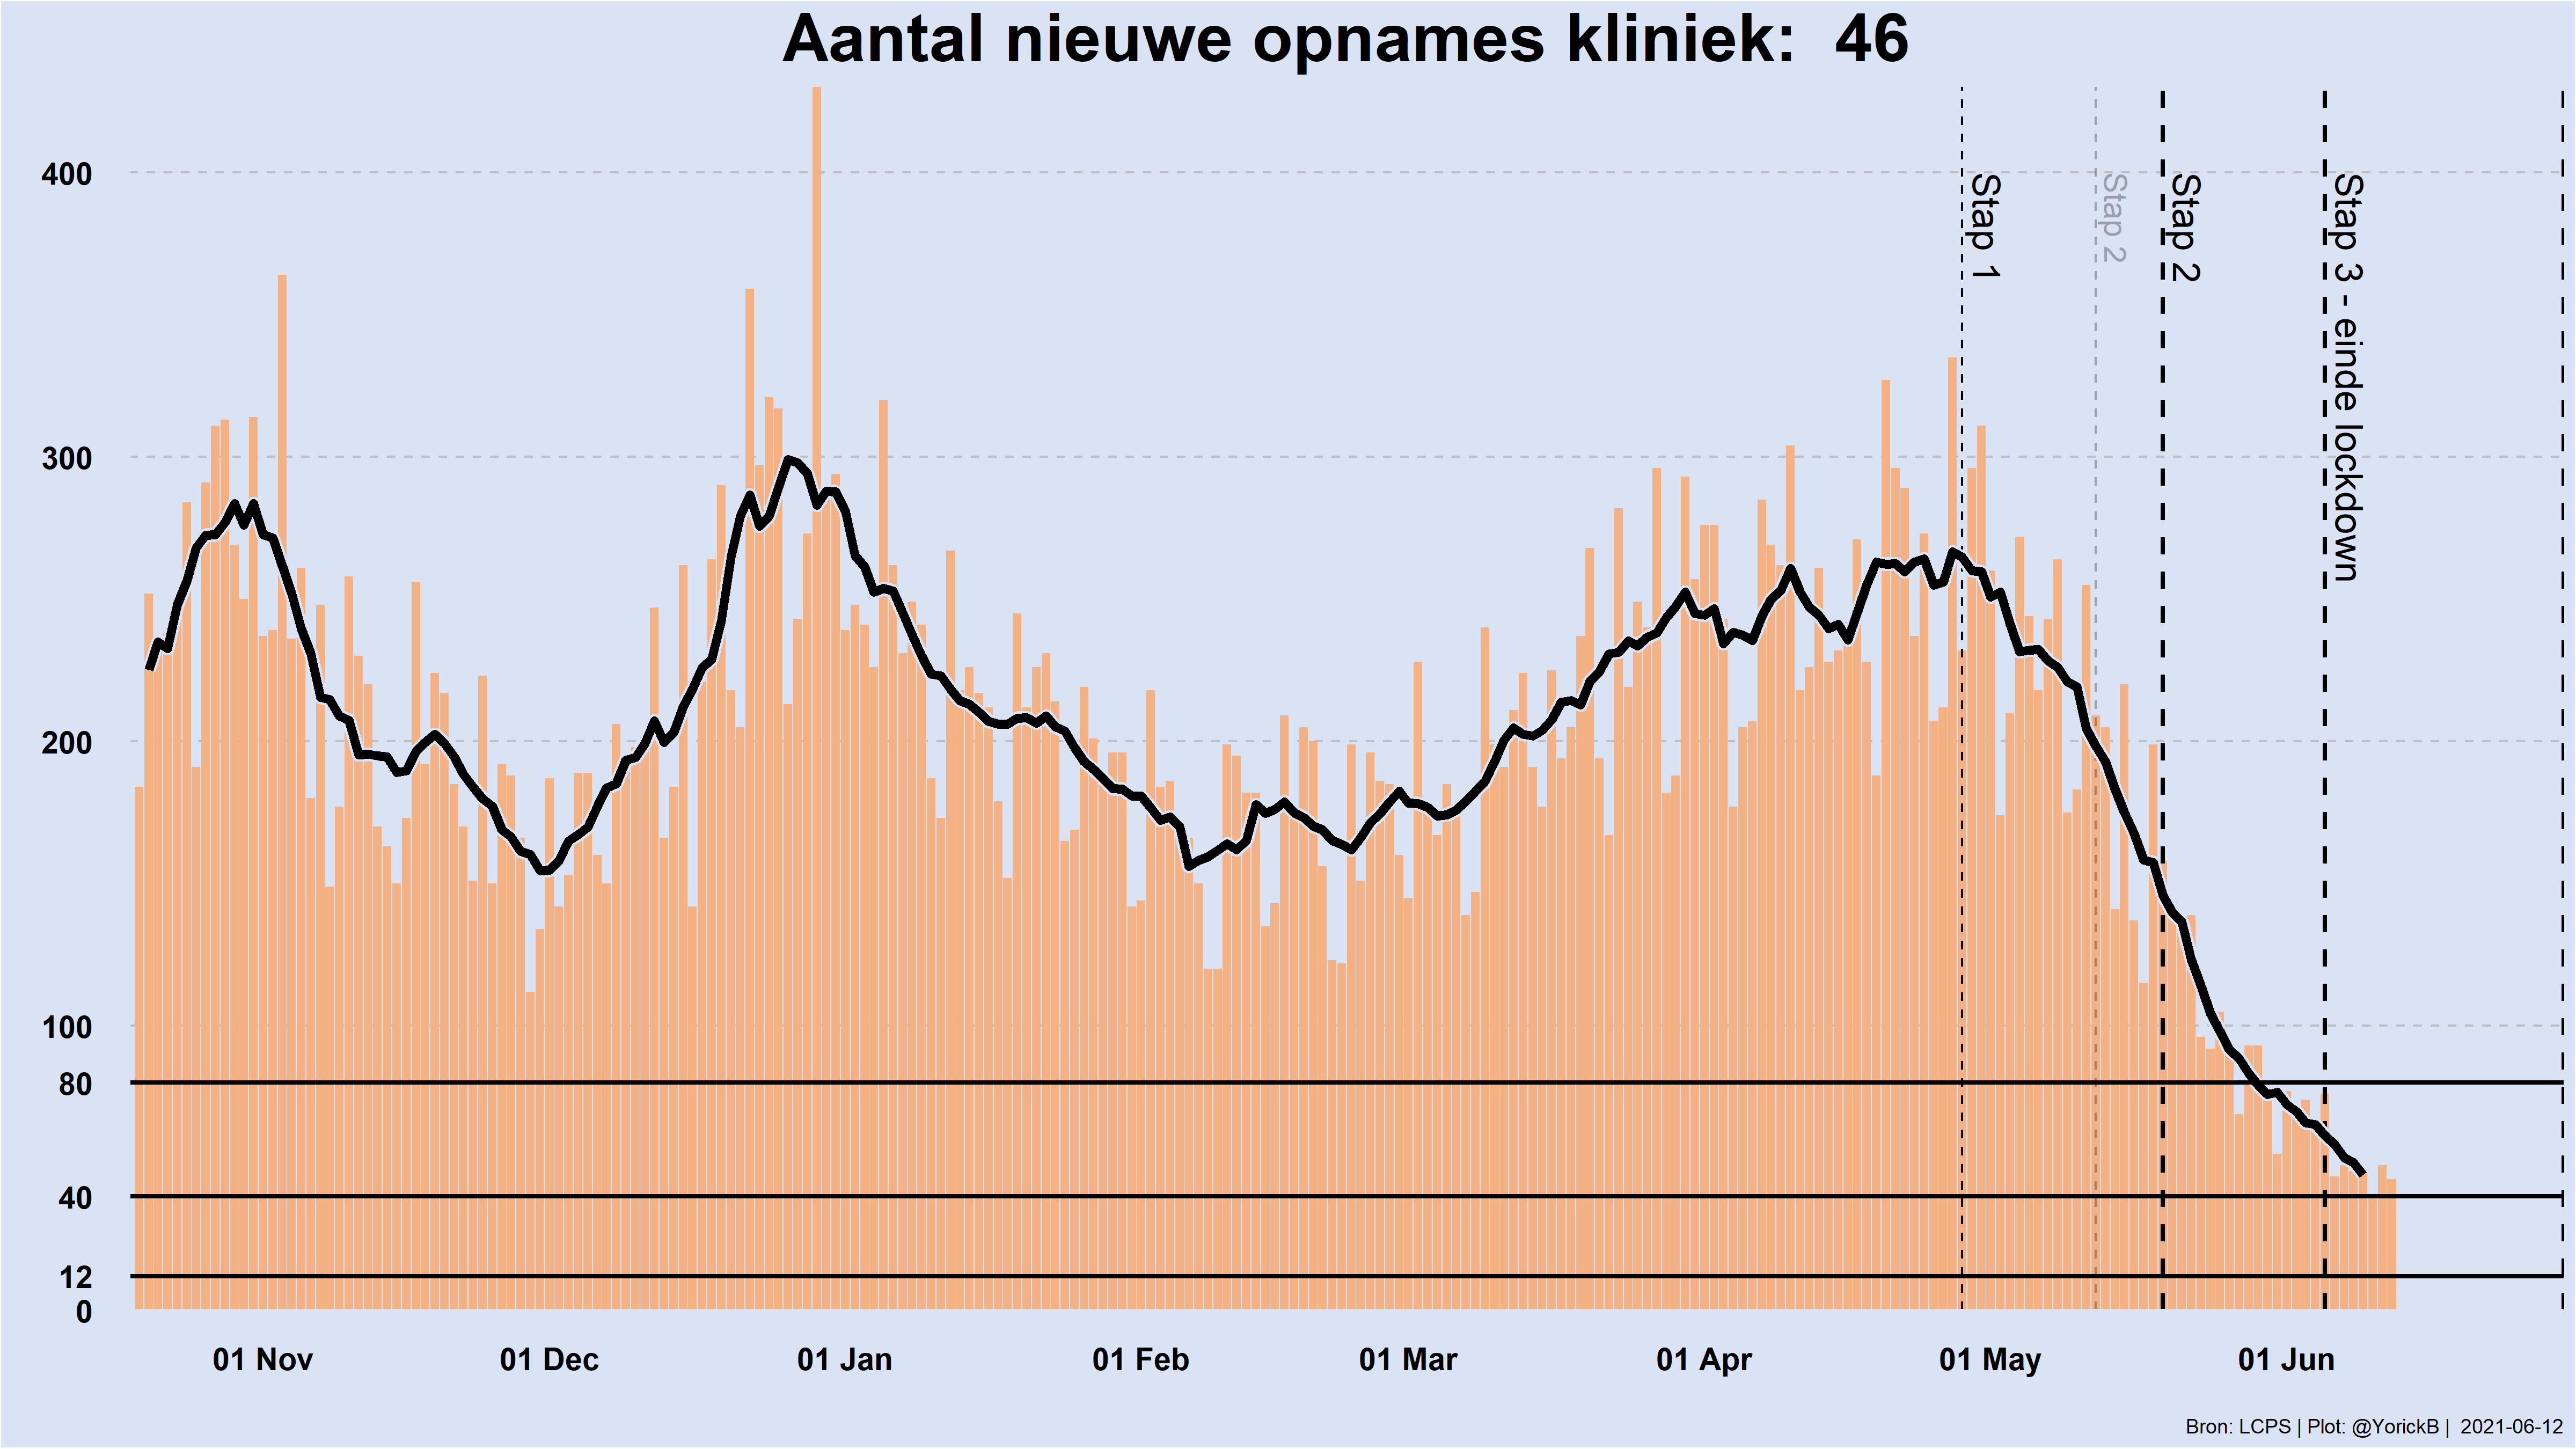 Aantal nieuwe opnames kliniek:  46
400
300
200
100
80
40
12
0
Stap 1
Stap 2
Stap 2
Stap 3 - einde lockdown
01 Nov
01 Dec
01 Jan
01 Feb
01 Mar
01 Apr
01 May
01 Jun
Bron: LCPS | Plot: @YorickB |  2021-06-12